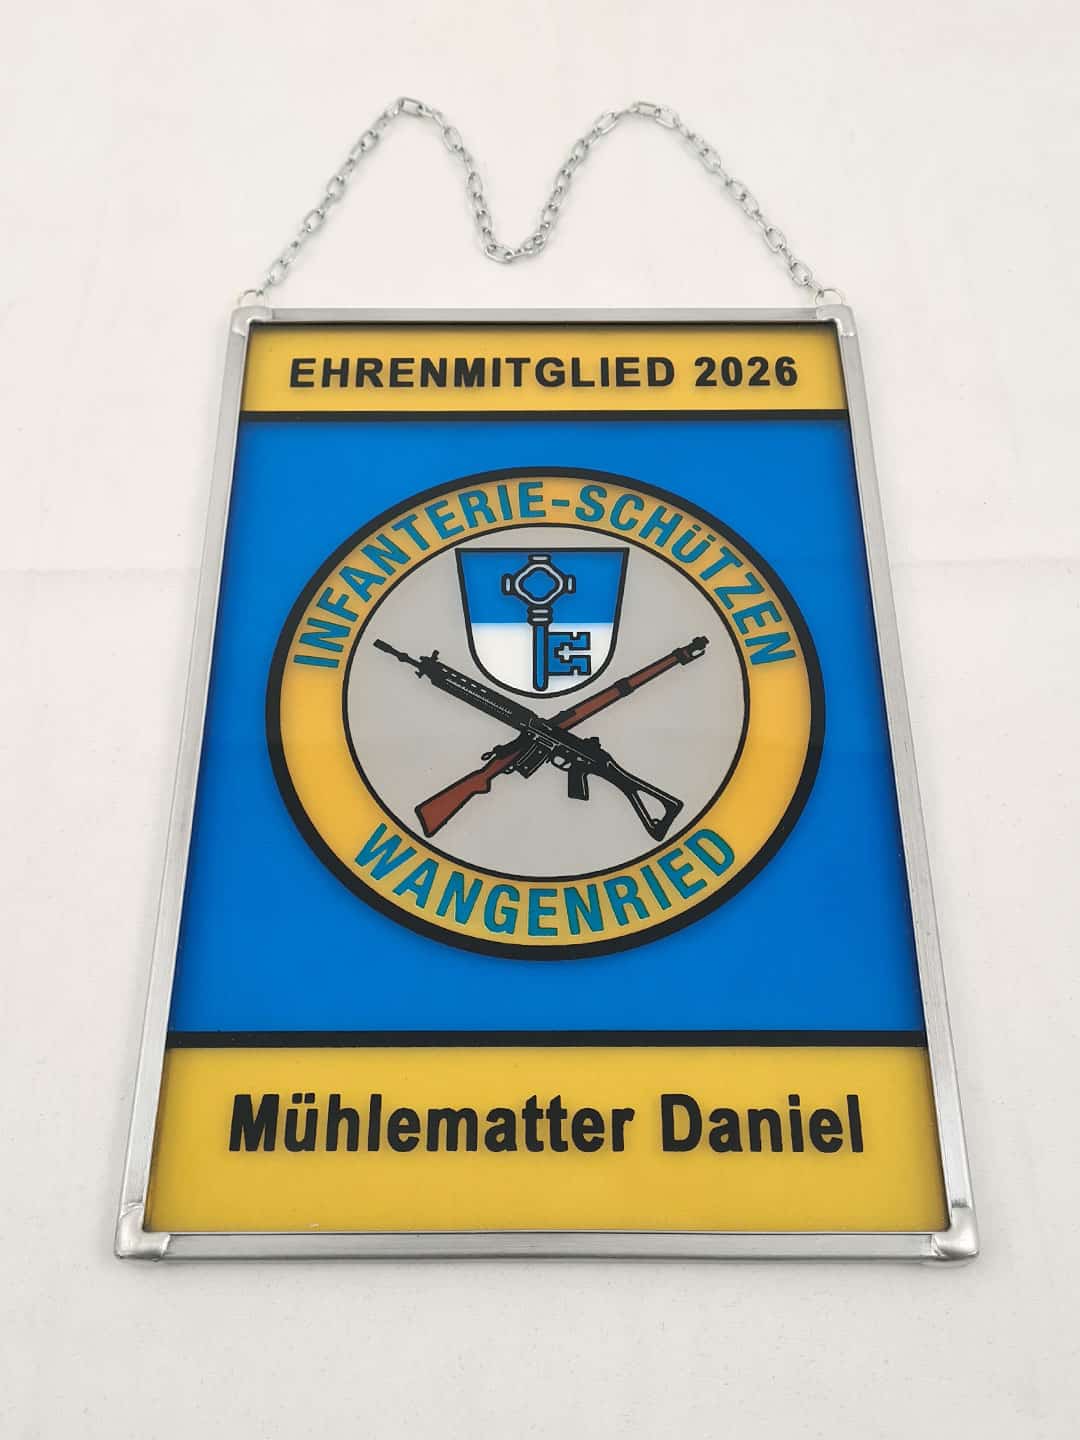 EHRENMITGLIED 2026
INFANTERIE-SCHÜTZEN
WANGENRIED
Mühlematter Daniel